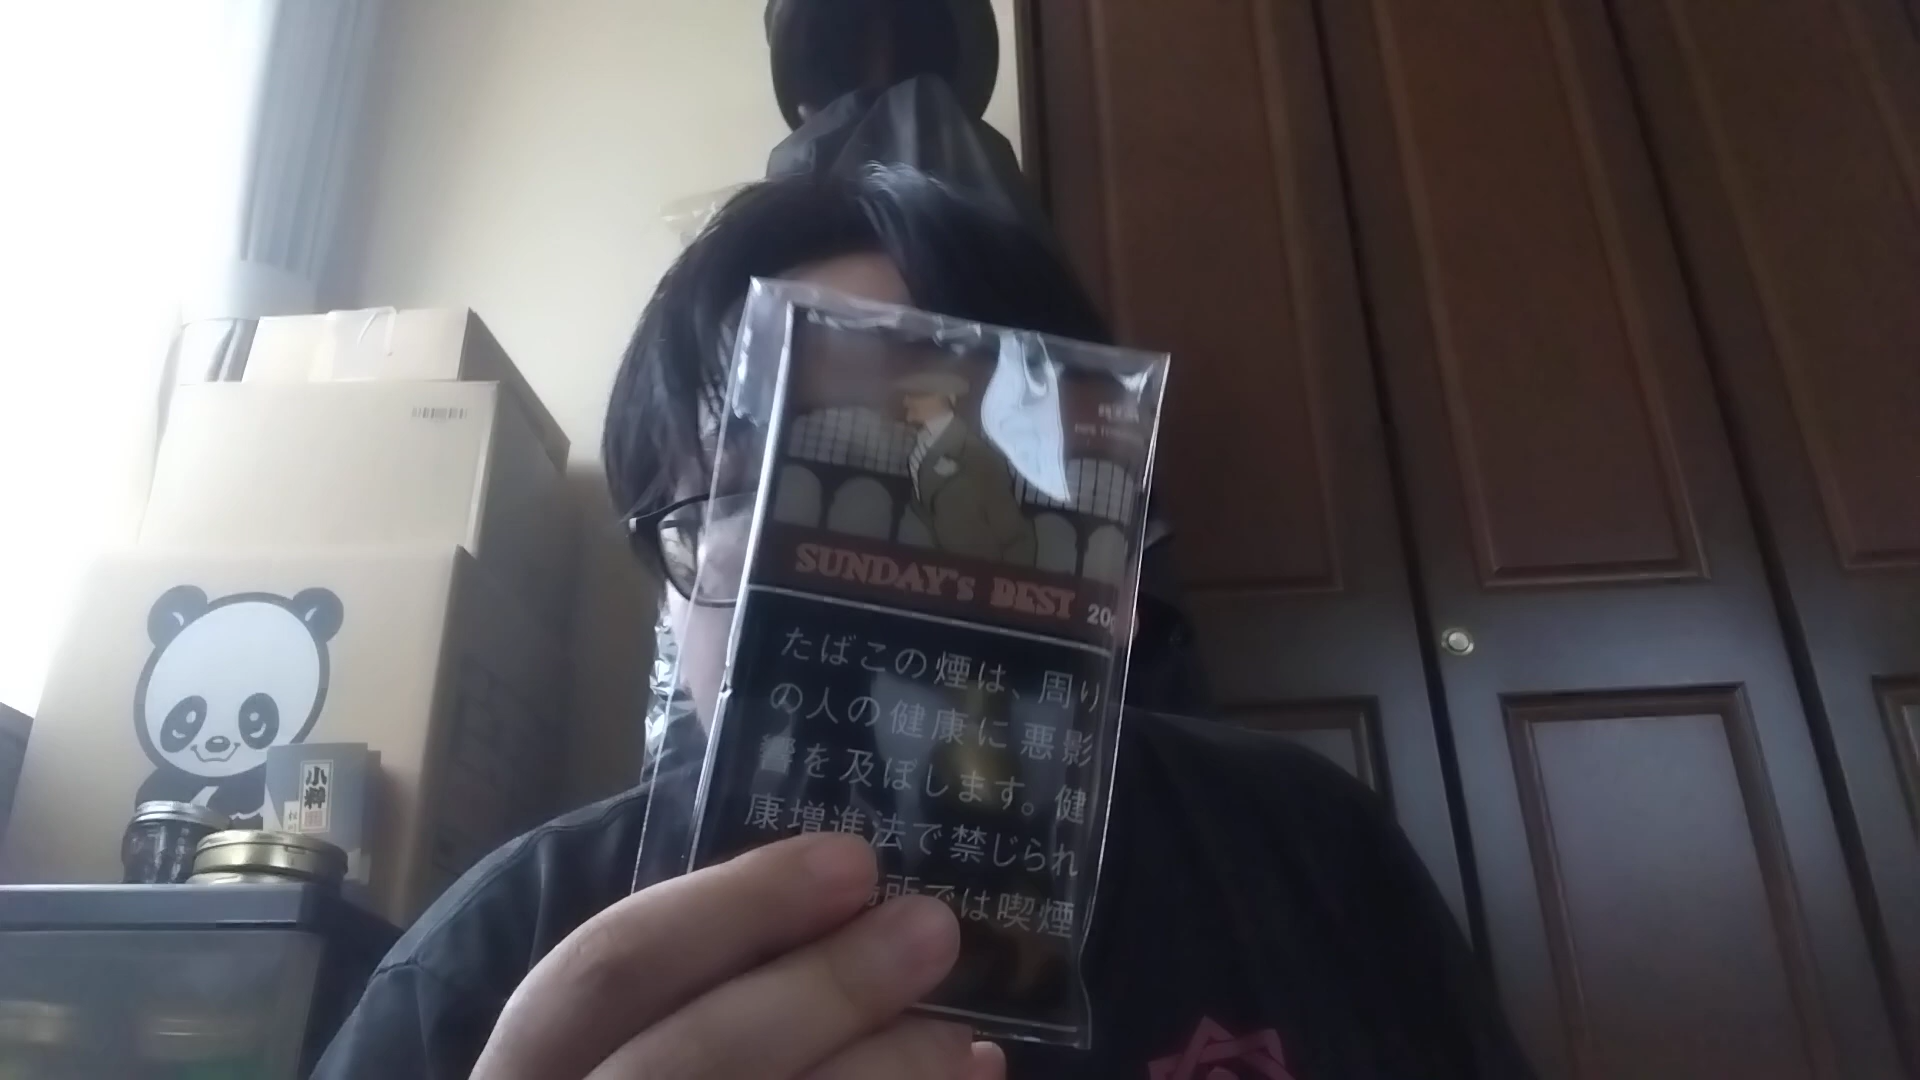 SUNDAY's BEST
20g
たばこの煙は、周り
の人の健康に悪影
響を及ぼします。健
康増進法で禁じられ
場所では喫煙
小粋